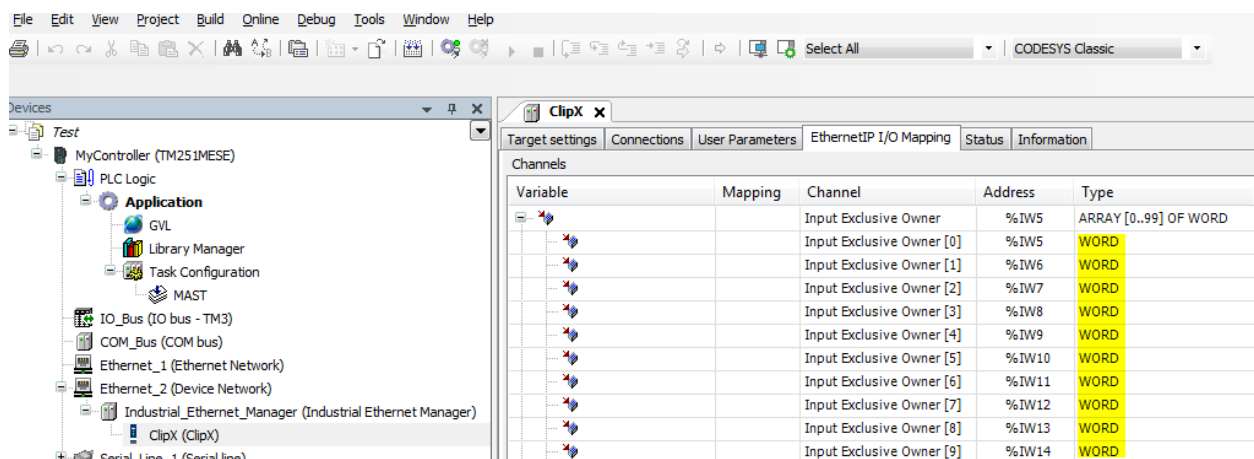 File Edit View Project Build Online Debug Tools Window Help
Select All CODESYS Classic
Devices
Test
MyController (TM251MESE)
PLC Logic
Application
GVL
Library Manager
Task Configuration
MAST
IO_Bus (IO bus - TM3)
COM_Bus (COM bus)
Ethernet_1 (Ethernet Network)
Ethernet_2 (Device Network)
Industrial_Ethernet_Manager (Industrial Ethernet Manager)
ClipX (ClipX)
Serial_Line_1 (Serial line)
ClipX
Target settings Connections User Parameters EthernetIP I/O Mapping Status Information
Channels
Variable Mapping Channel Address Type
Input Exclusive Owner %IW5 ARRAY [0..99] OF WORD
Input Exclusive Owner [0] %IW5 WORD
Input Exclusive Owner [1] %IW6 WORD
Input Exclusive Owner [2] %IW7 WORD
Input Exclusive Owner [3] %IW8 WORD
Input Exclusive Owner [4] %IW9 WORD
Input Exclusive Owner [5] %IW10 WORD
Input Exclusive Owner [6] %IW11 WORD
Input Exclusive Owner [7] %IW12 WORD
Input Exclusive Owner [8] %IW13 WORD
Input Exclusive Owner [9] %IW14 WORD